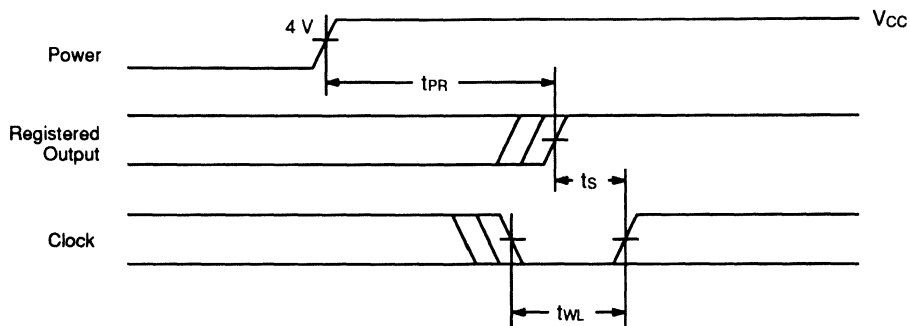 4 V
VCC
Power
tPR
Registered
Output
tS
Clock
tWL